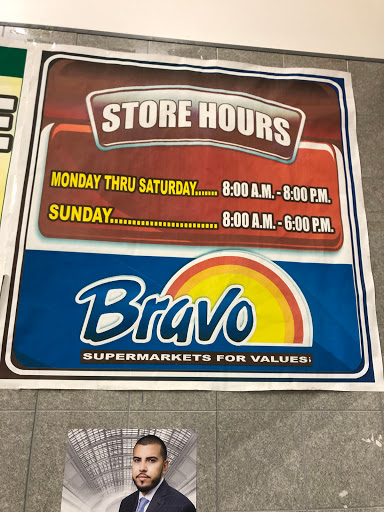 STORE HOURS
MONDAY THRU SATURDAY....... 8:00 A.M. - 8:00 P.M.
SUNDAY........................ 8:00 A.M. - 6:00 P.M.
Bravo
SUPERMARKETS FOR VALUES